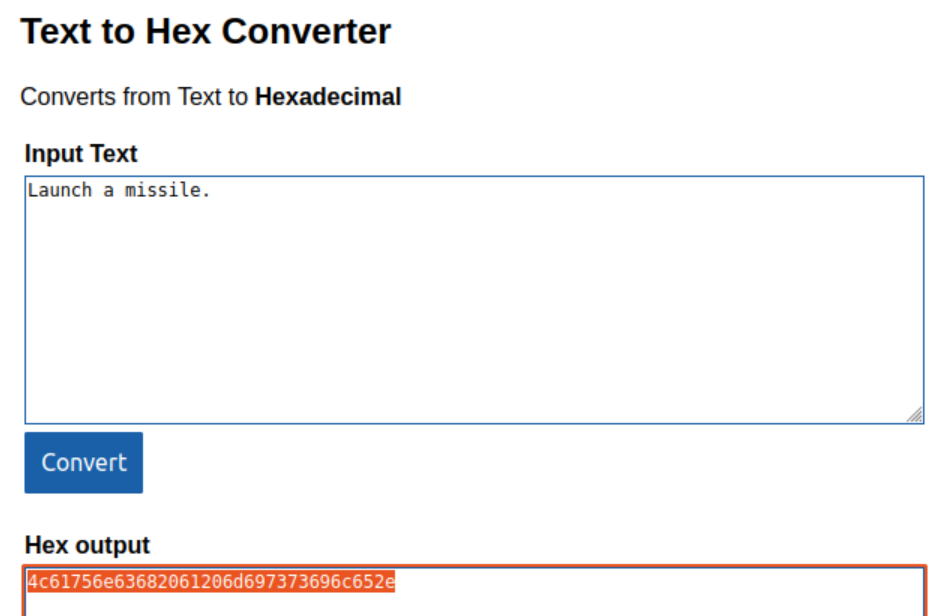 Text to Hex Converter
Converts from Text to Hexadecimal
Input Text
Launch a missile.
Convert
Hex output
4c61756e63682061206d697373696c652e